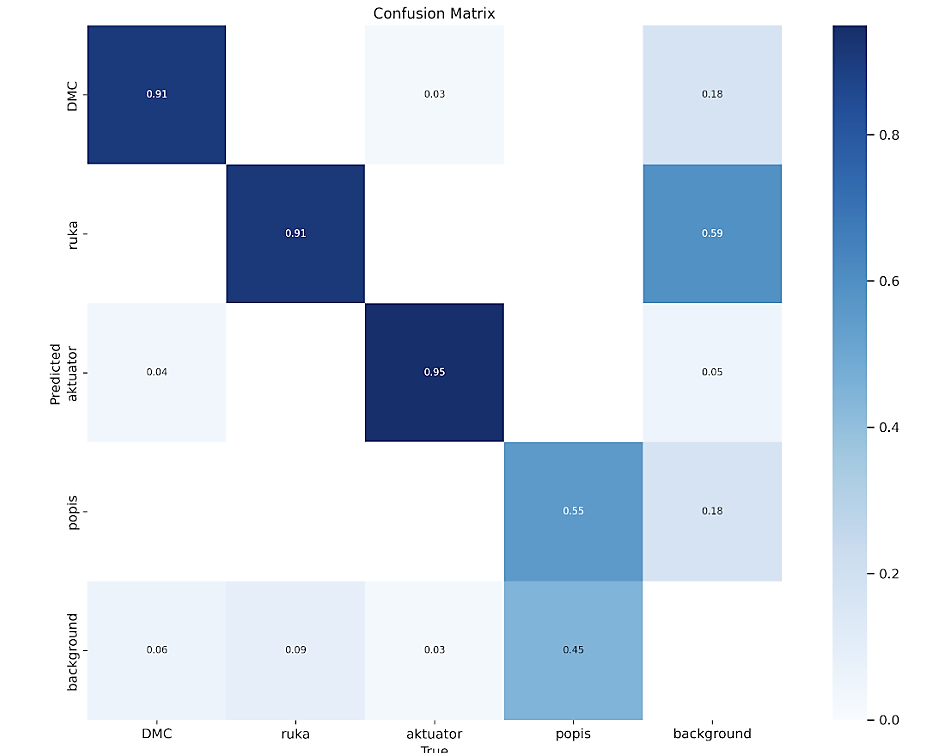 Confusion Matrix
DMC
0.91
0.03
0.18
0.8
ruka
0.91
0.59
0.6
Predicted
aktuator
0.04
0.95
0.05
0.4
popis
0.55
0.18
0.2
background
0.06
0.09
0.03
0.45
0.0
DMC
ruka
aktuator
popis
background
True